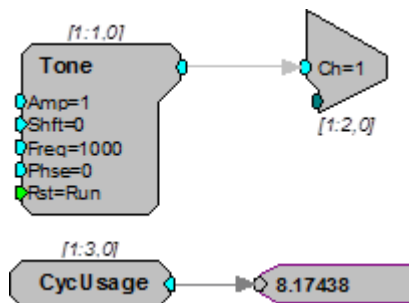 [1:1,0]
Tone
Amp=1
Shft=0
Freq=1000
Phse=0
Rst=Run
Ch=1
[1:2,0]
[1:3,0]
CycUsage
8.17438